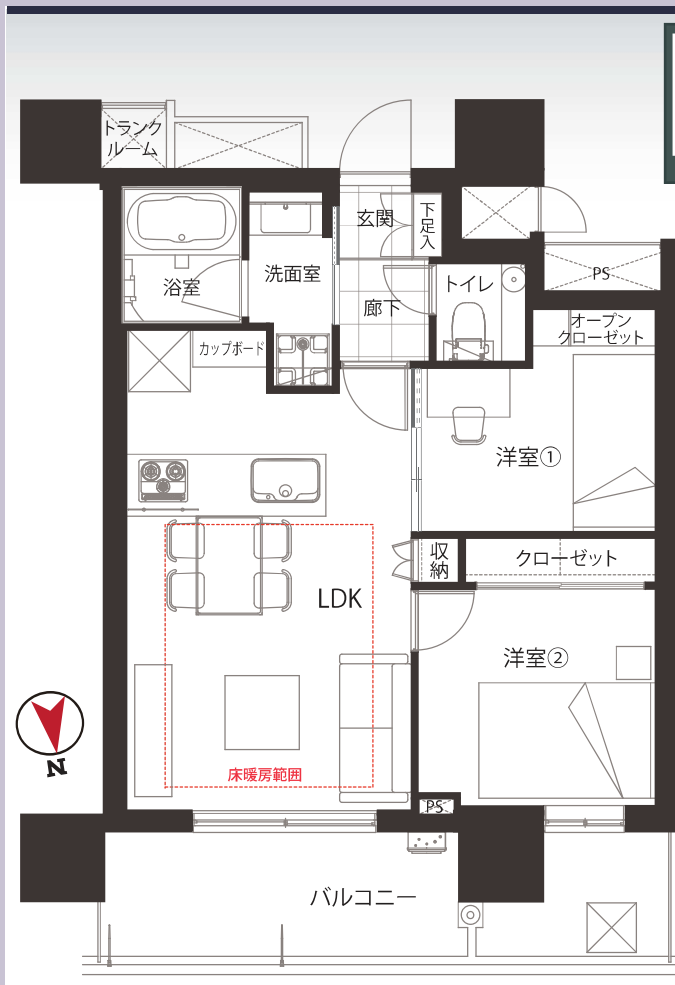 トランク
ルーム
玄関
下足入
浴室
洗面室
廊下
トイレ
PS
オープン
クローゼット
カップボード
洋室①
収納
クローゼット
LDK
洋室②
床暖房範囲
N
PS
バルコニー